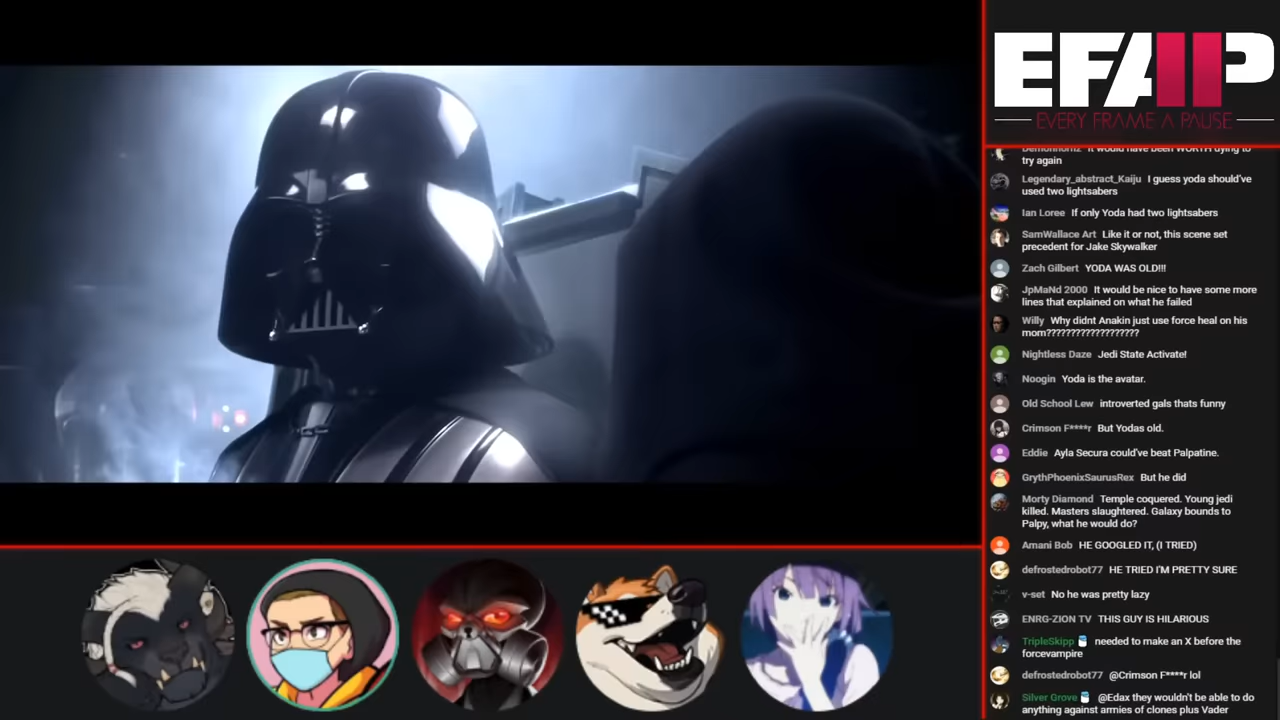 EFAP
EVERY FRAME A PAUSE
Demonhornz It would have been WORTH dying to
try again
Legendary_abstract_Kaiju I guess yoda should've
used two lightsabers
Ian Loree If only Yoda had two lightsabers
SamWallace Art Like it or not, this scene set
precedent for Jake Skywalker
Zach Gilbert YODA WAS OLD!!!
JpMaNd 2000 It would be nice to have some more
lines that explained on what he failed
Willy Why didnt Anakin just use force heal on his
mom???????????????????
Nightless Daze Jedi State Activate!
Noogin Yoda is the avatar.
Old School Lew introverted gals thats funny
Crimson F****r But Yodas old.
Eddie Ayla Secura could've beat Palpatine.
GrythPhoenixSaurusRex But he did
Morty Diamond Temple coquered. Young jedi
killed. Masters slaughtered. Galaxy bounds to
Palpy, what he would do?
Amani Bob HE GOOGLED IT, (I TRIED)
defrostedrobot77 HE TRIED I'M PRETTY SURE
v-set No he was pretty lazy
ENRG-ZION TV THIS GUY IS HILARIOUS
TripleSkipp needed to make an X before the
forcevampire
defrostedrobot77 @Crimson F****r lol
Silver Grove @Edax they wouldn't be able to do
anything against armies of clones plus Vader